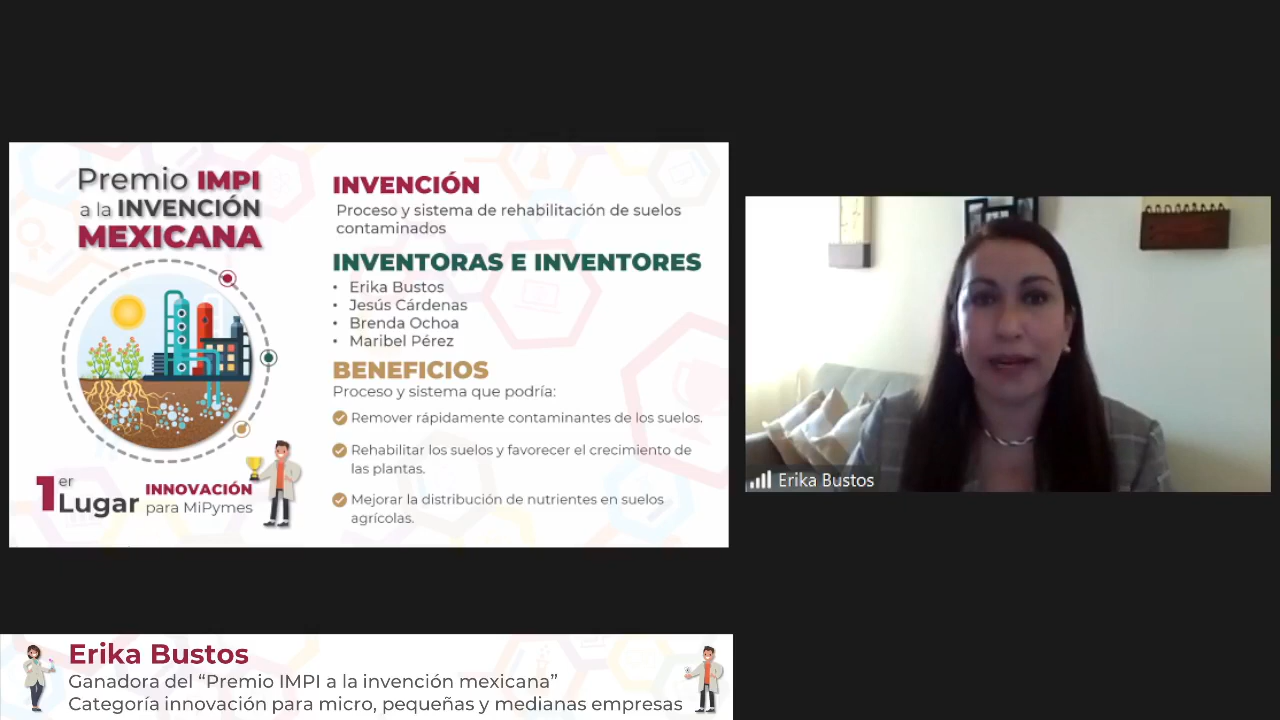 Premio IMPI
a la INVENCIÓN
MEXICANA
1er Lugar
INNOVACIÓN
para MiPymes
INVENCIÓN
Proceso y sistema de rehabilitación de suelos
contaminados
INVENTORAS E INVENTORES
• Erika Bustos
• Jesús Cárdenas
• Brenda Ochoa
• Maribel Pérez
BENEFICIOS
Proceso y sistema que podría:
Remover rápidamente contaminantes de los suelos.
Rehabilitar los suelos y favorecer el crecimiento de
las plantas.
Mejorar la distribución de nutrientes en suelos
agrícolas.
Erika Bustos
Erika Bustos
Ganadora del “Premio IMPI a la invención mexicana”
Categoría innovación para micro, pequeñas y medianas empresas